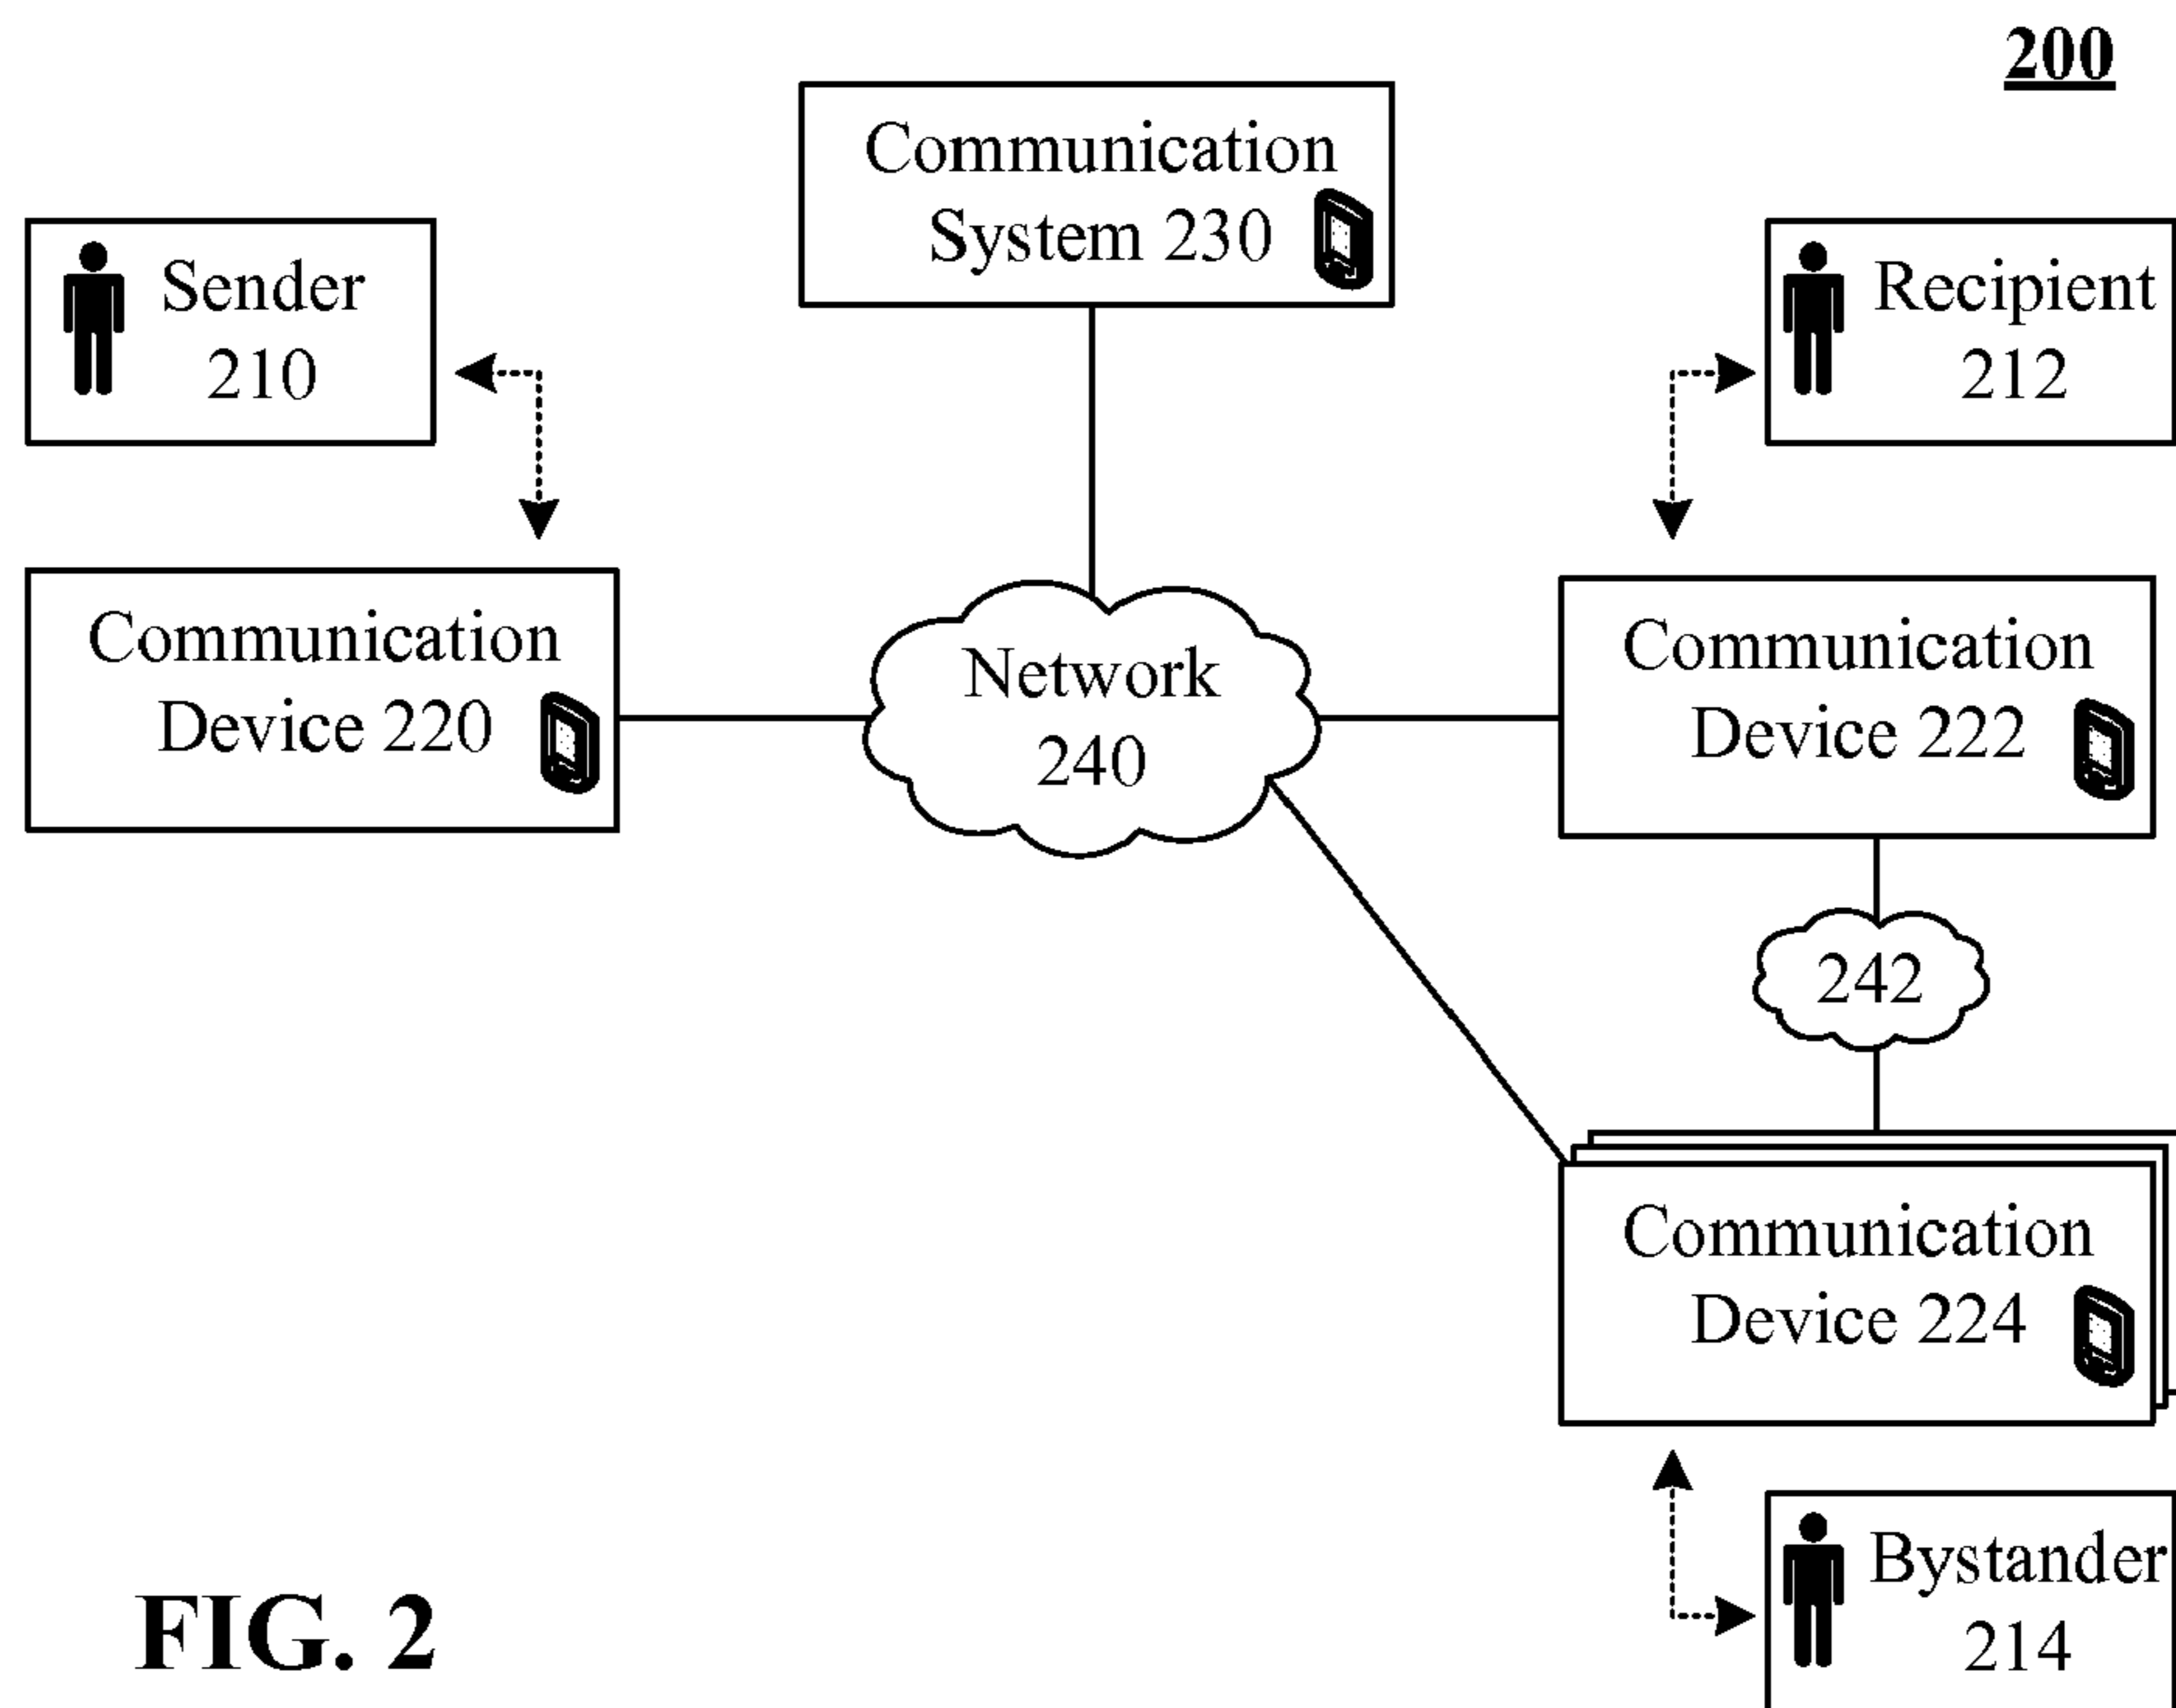 200
Communication
System 230
Sender
210
Recipient
212
Communication
Device 220
Network
240
Communication
Device 222
242
Communication
Device 224
Bystander
214
FIG. 2